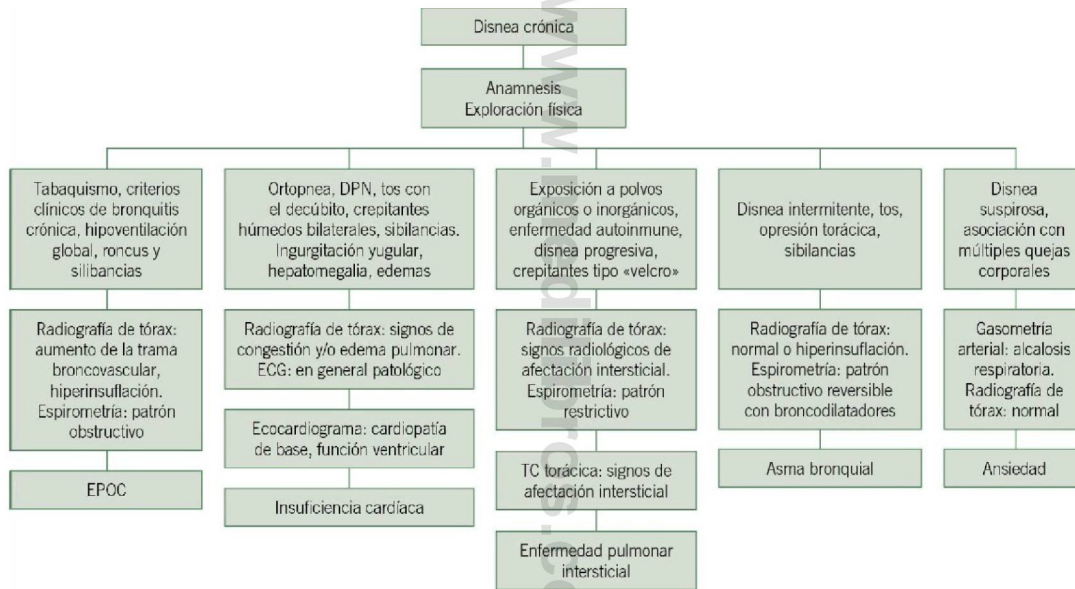 Disnea crónica
Anamnesis
Exploración física
Tabaquismo, criterios
clínicos de bronquitis
crónica, hipoventilación
global, roncus y
silibancias
Ortopnea, DPN, tos con
el decúbito, crepitantes
húmedos bilaterales, sibilancias.
Ingurgitación yugular,
hepatomegalia, edemas
Exposición a polvos
orgánicos o inorgánicos,
enfermedad autoinmune,
disnea progresiva,
crepitantes tipo «velcro»
Disnea intermitente, tos,
opresión torácica,
sibilancias
Disnea
suspirosa,
asociación con
múltiples quejas
corporales
Radiografía de tórax:
aumento de la trama
broncovascular,
hiperinsuflación.
Espirometría: patrón
obstructivo
Radiografía de tórax: signos de
congestión y/o edema pulmonar.
ECG: en general patológico
Radiografía de tórax:
signos radiológicos de
afectación intersticial.
Espirometría: patrón
restrictivo
Radiografía de tórax:
normal o hiperinsuflación.
Espirometría: patrón
obstructivo reversible
con broncodilatadores
Gasometría
arterial: alcalosis
respiratoria.
Radiografía de
tórax: normal
Ecocardiograma: cardiopatía
de base, función ventricular
TC torácica: signos de
afectación intersticial
EPOC
Insuficiencia cardíaca
Enfermedad pulmonar
intersticial
Asma bronquial
Ansiedad
www.medilibros.co